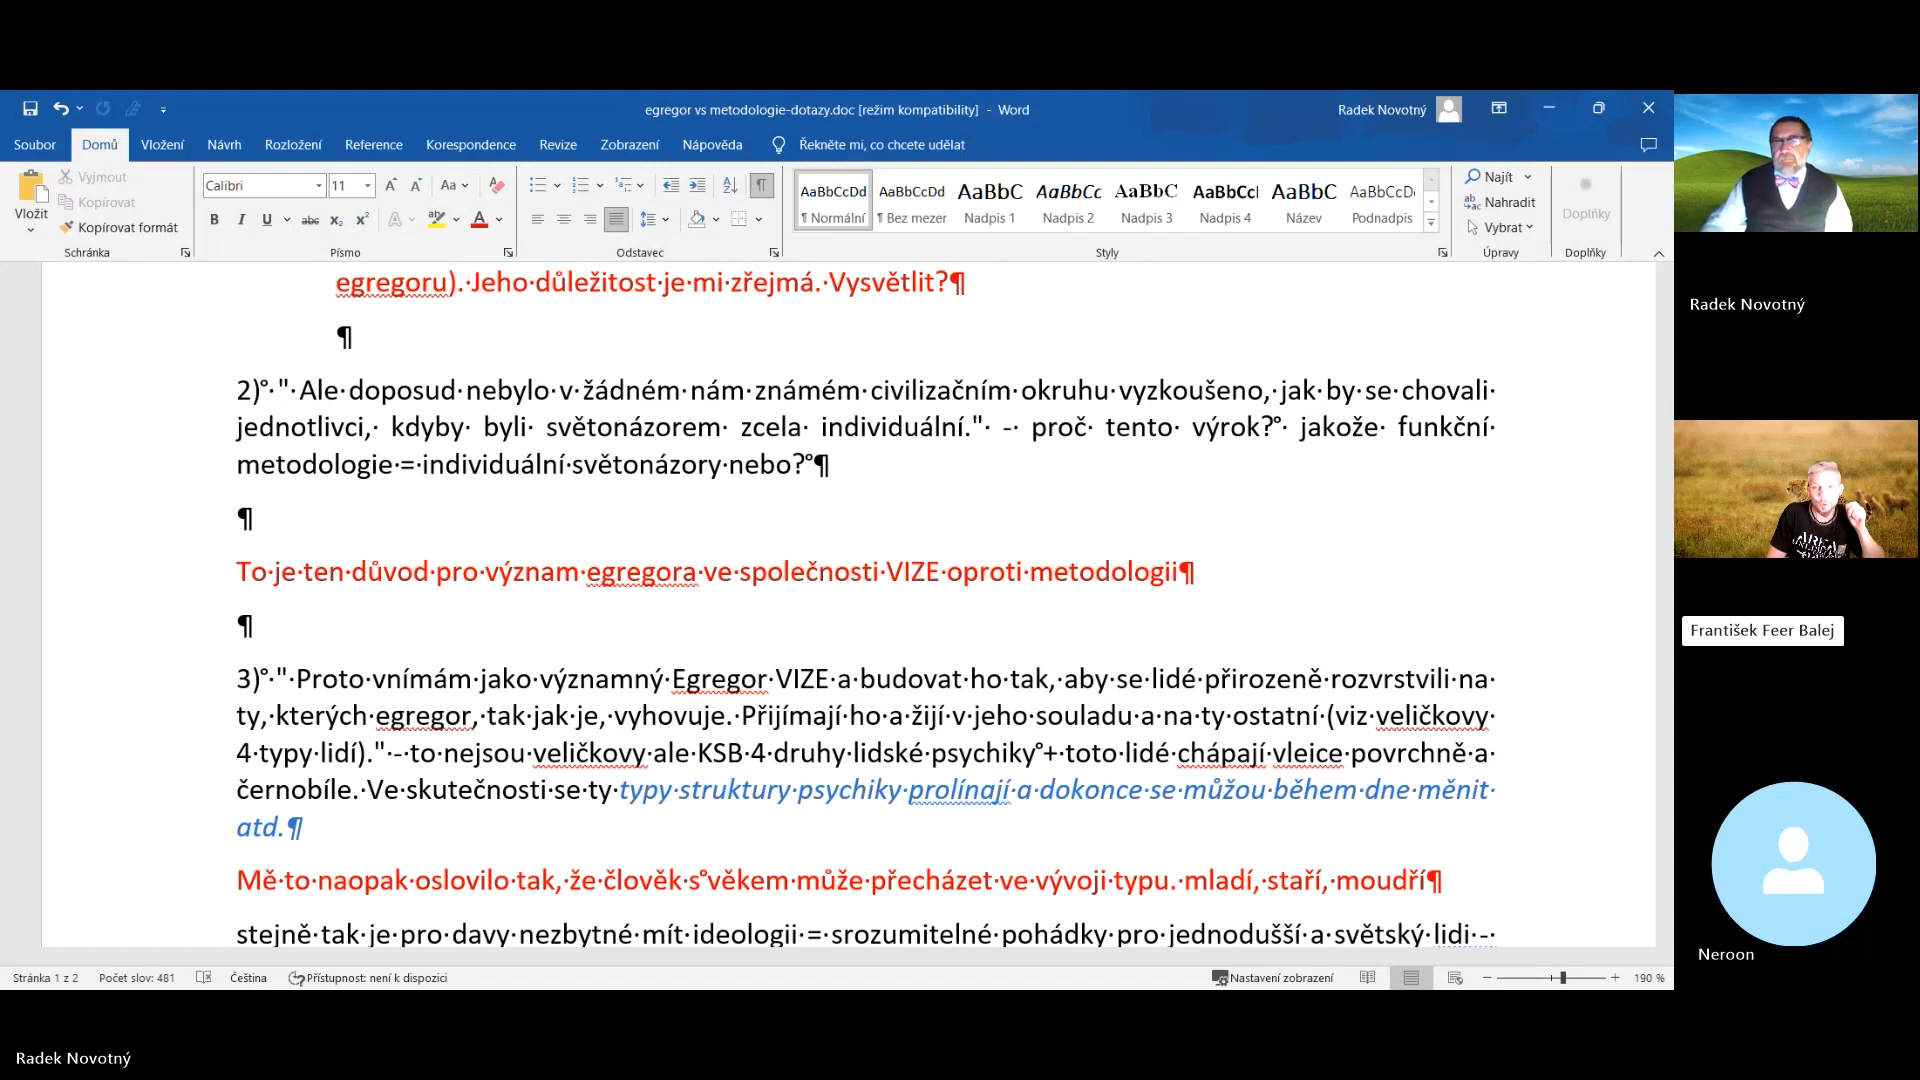 egregor vs metodologie-dotazy.doc [režim kompatibility] - Word
Radek Novotný
Soubor Domů Vložení Návrh Rozložení Reference Korespondence Revize Zobrazení Nápověda Řekněte mi, co chcete udělat
Vložit
Vyjmout
Kopírovat
Kopírovat formát
Schránka
Calibri 11
Písmo
Odstavec
AaBbCcDd AaBbCcDd AaBbC AaBbCc AaBbC AaBbCcI AaBbC AaBbCcD
¶ Normální ¶ Bez mezer Nadpis 1 Nadpis 2 Nadpis 3 Nadpis 4 Název Podnadpis
Styly
Najít
Nahradit
Vybrat
Úpravy
Doplňky
Doplňky
egregoru).·Jeho·důležitost·je·mi·zřejmá.·Vysvětlit?¶
¶
2)°·"·Ale·doposud·nebylo·v·žádném·nám·známém·civilizačním·okruhu·vyzkoušeno,·jak·by·se·chovali·
jednotlivci,·kdyby·byli·světonázorem·zcela·individuální."·-·proč·tento·výrok?°·jakože·funkční·
metodologie·=·individuální·světonázory·nebo?°¶
¶
To·je·ten·důvod·pro·význam·egregora·ve·společnosti·VIZE·oproti·metodologii¶
¶
3)°·"·Proto·vnímám·jako·významný·Egregor·VIZE·a·budovat·ho·tak,·aby·se·lidé·přirozeně·rozvrstvili·na·
ty,·kterých·egregor,·tak·jak·je,·vyhovuje.·Přijímají·ho·a·žijí·v·jeho·souladu·a·na·ty·ostatní·(viz·veličkovy·
4·typy·lidí)."·-·to·nejsou·veličkovy·ale·KSB·4·druhy·lidské·psychiky°+·toto·lidé·chápají·vleice·povrchně·a·
černobíle.·Ve·skutečnosti·se·ty·typy·struktury·psychiky·prolínají·a·dokonce·se·můžou·během·dne·měnit·
atd.¶
Mě·to·naopak·oslovilo·tak,·že·člověk·s°věkem·může·přecházet·ve·vývoji·typu.·mladí,·staří,·moudří¶
stejně·tak·je·pro·davy·nezbytné·mít·ideologii·=·srozumitelné·pohádky·pro·jednodušší·a·světský·lidi·-·
Stránka 1 z 2 Počet slov: 481 Čeština Přístupnost: není k dispozici Nastavení zobrazení 190 %
Radek Novotný
František Feer Balej
Neroon
Radek Novotný